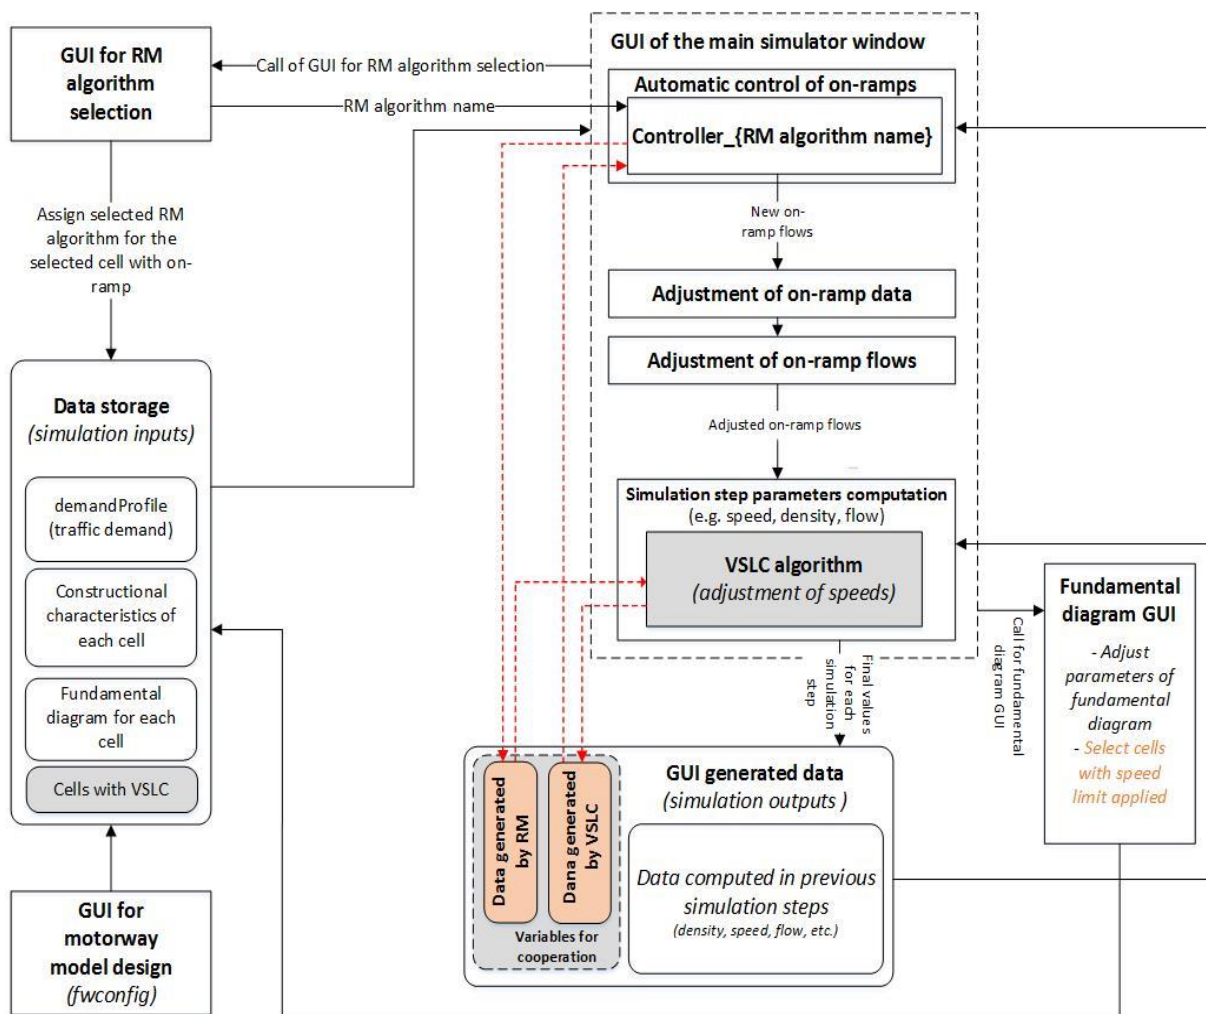 GUI for RM
algorithm
selection
Call of GUI for RM algorithm selection
RM algorithm name
GUI of the main simulator window
Automatic control of on-ramps
Controller_{RM algorithm name}
New on-
ramp flows
Adjustment of on-ramp data
Adjustment of on-ramp flows
Adjusted on-ramp flows
Simulation step parameters computation
(e.g. speed, density, flow)
VSLC algorithm
(adjustment of speeds)
Assign selected RM
algorithm for the
selected cell with on-
ramp
Data storage
(simulation inputs)
demandProfile
(traffic demand)
Constructional
characteristics of
each cell
Fundamental
diagram for each
cell
Cells with VSLC
GUI for
motorway
model design
(fwconfig)
Final values
for each
simulation
step
Call for fundamental
diagram GUI
Fundamental
diagram GUI
- Adjust
parameters of
fundamental
diagram
- Select cells
with speed
limit applied
GUI generated data
(simulation outputs )
Data generated
by RM
Dana generated
by VSLC
Variables for
cooperation
Data computed in previous
simulation steps
(density, speed, flow, etc.)